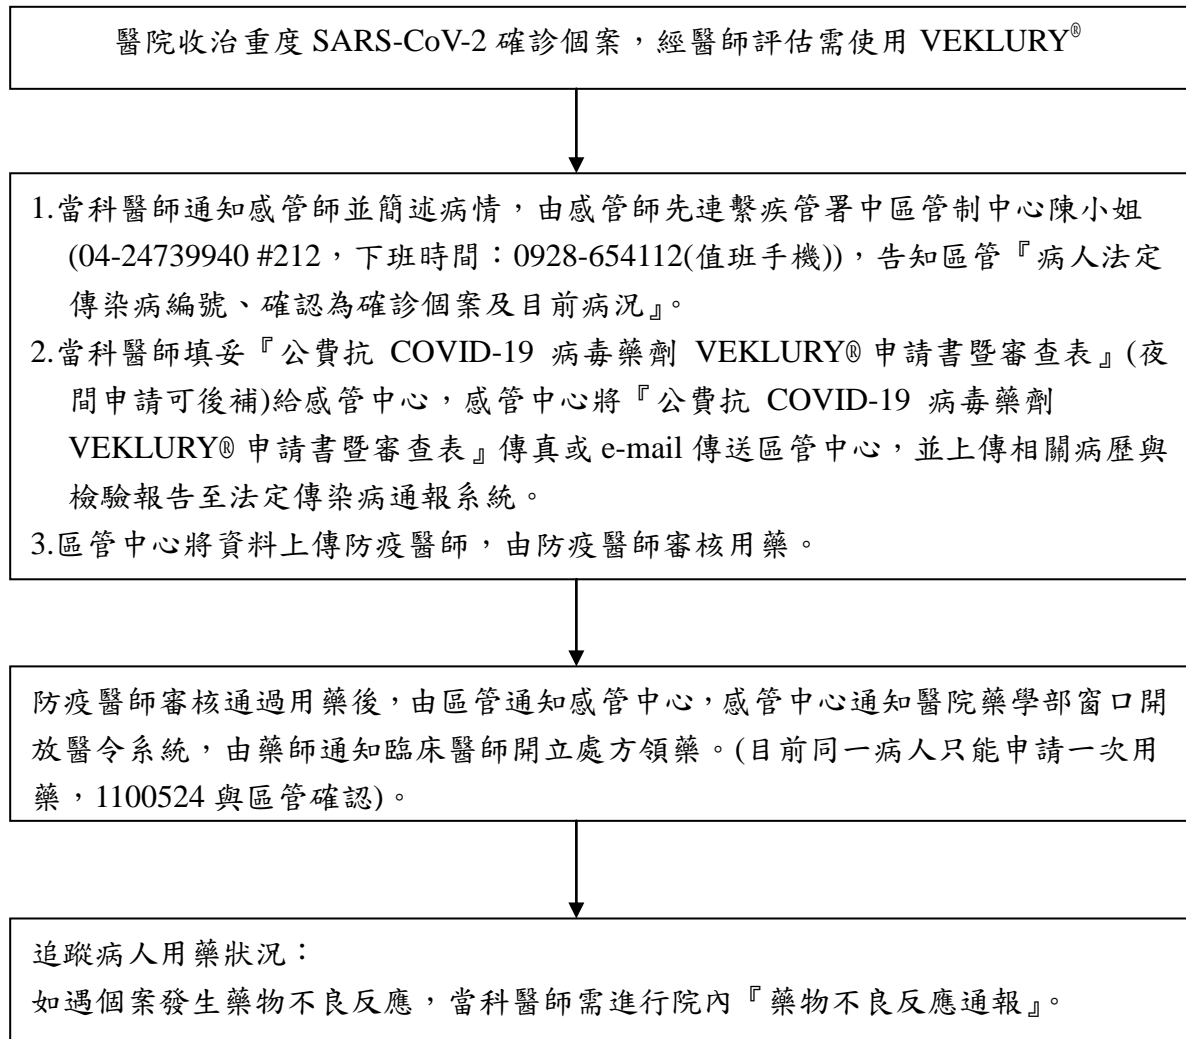 醫院收治重度 SARS-CoV-2 確診個案，經醫師評估需使用 VEKLURY®
1.當科醫師通知感管師並簡述病情，由感管師先連繫疾管署中區管制中心陳小姐
(04-24739940 #212，下班時間：0928-654112(值班手機))，告知區管『病人法定
傳染病編號、確認為確診個案及目前病況』。
2.當科醫師填妥『公費抗 COVID-19 病毒藥劑 VEKLURY® 申請書暨審查表』(夜
間申請可後補)給感管中心，感管中心將『公費抗 COVID-19 病毒藥劑
VEKLURY® 申請書暨審查表』傳真或 e-mail 傳送區管中心，並上傳相關病歷與
檢驗報告至法定傳染病通報系統。
3.區管中心將資料上傳防疫醫師，由防疫醫師審核用藥。
防疫醫師審核通過用藥後，由區管通知感管中心，感管中心通知醫院藥學部窗口開
放醫令系統，由藥師通知臨床醫師開立處方領藥。(目前同一病人只能申請一次用
藥，1100524 與區管確認)。
追蹤病人用藥狀況：
如遇個案發生藥物不良反應，當科醫師需進行院內『藥物不良反應通報』。